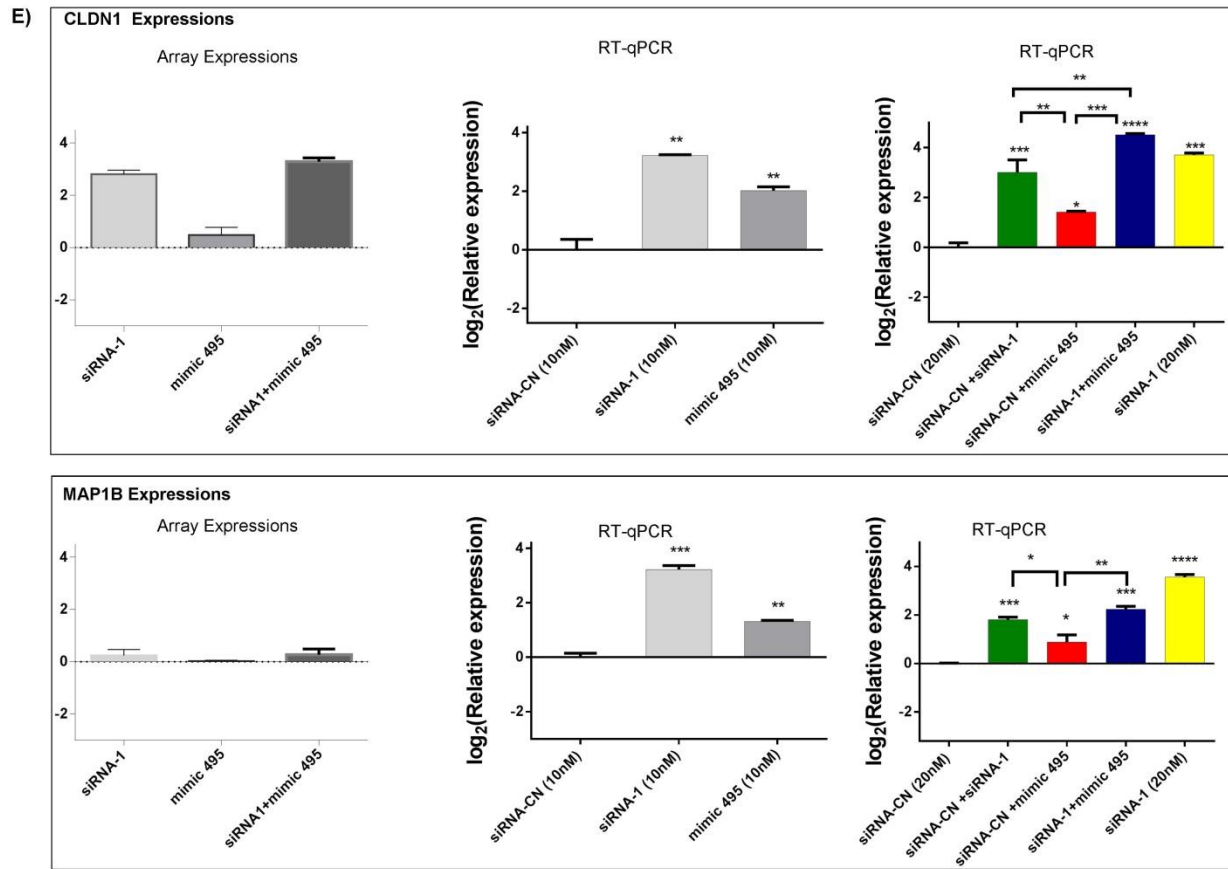 E)
CLDN1 Expressions
Array Expressions
4
2
0
-2
siRNA-1
mimic 495
siRNA1+mimic 495
RT-qPCR
log2(Relative expression)
4
2
0
-2
**
**
siRNA-CN (10nM)
siRNA-1 (10nM)
mimic 495 (10nM)
RT-qPCR
log2(Relative expression)
4
2
0
-2
**
**
***
***
*
****
***
siRNA-CN (20nM)
siRNA-CN +siRNA-1
siRNA-CN +mimic 495
siRNA-1+mimic 495
siRNA-1 (20nM)
MAP1B Expressions
Array Expressions
4
2
0
-2
siRNA-1
mimic 495
siRNA1+mimic 495
RT-qPCR
log2(Relative expression)
4
2
0
-2
***
**
siRNA-CN (10nM)
siRNA-1 (10nM)
mimic 495 (10nM)
RT-qPCR
log2(Relative expression)
4
2
0
-2
*
**
***
*
***
****
siRNA-CN (20nM)
siRNA-CN +siRNA-1
siRNA-CN +mimic 495
siRNA-1+mimic 495
siRNA-1 (20nM)